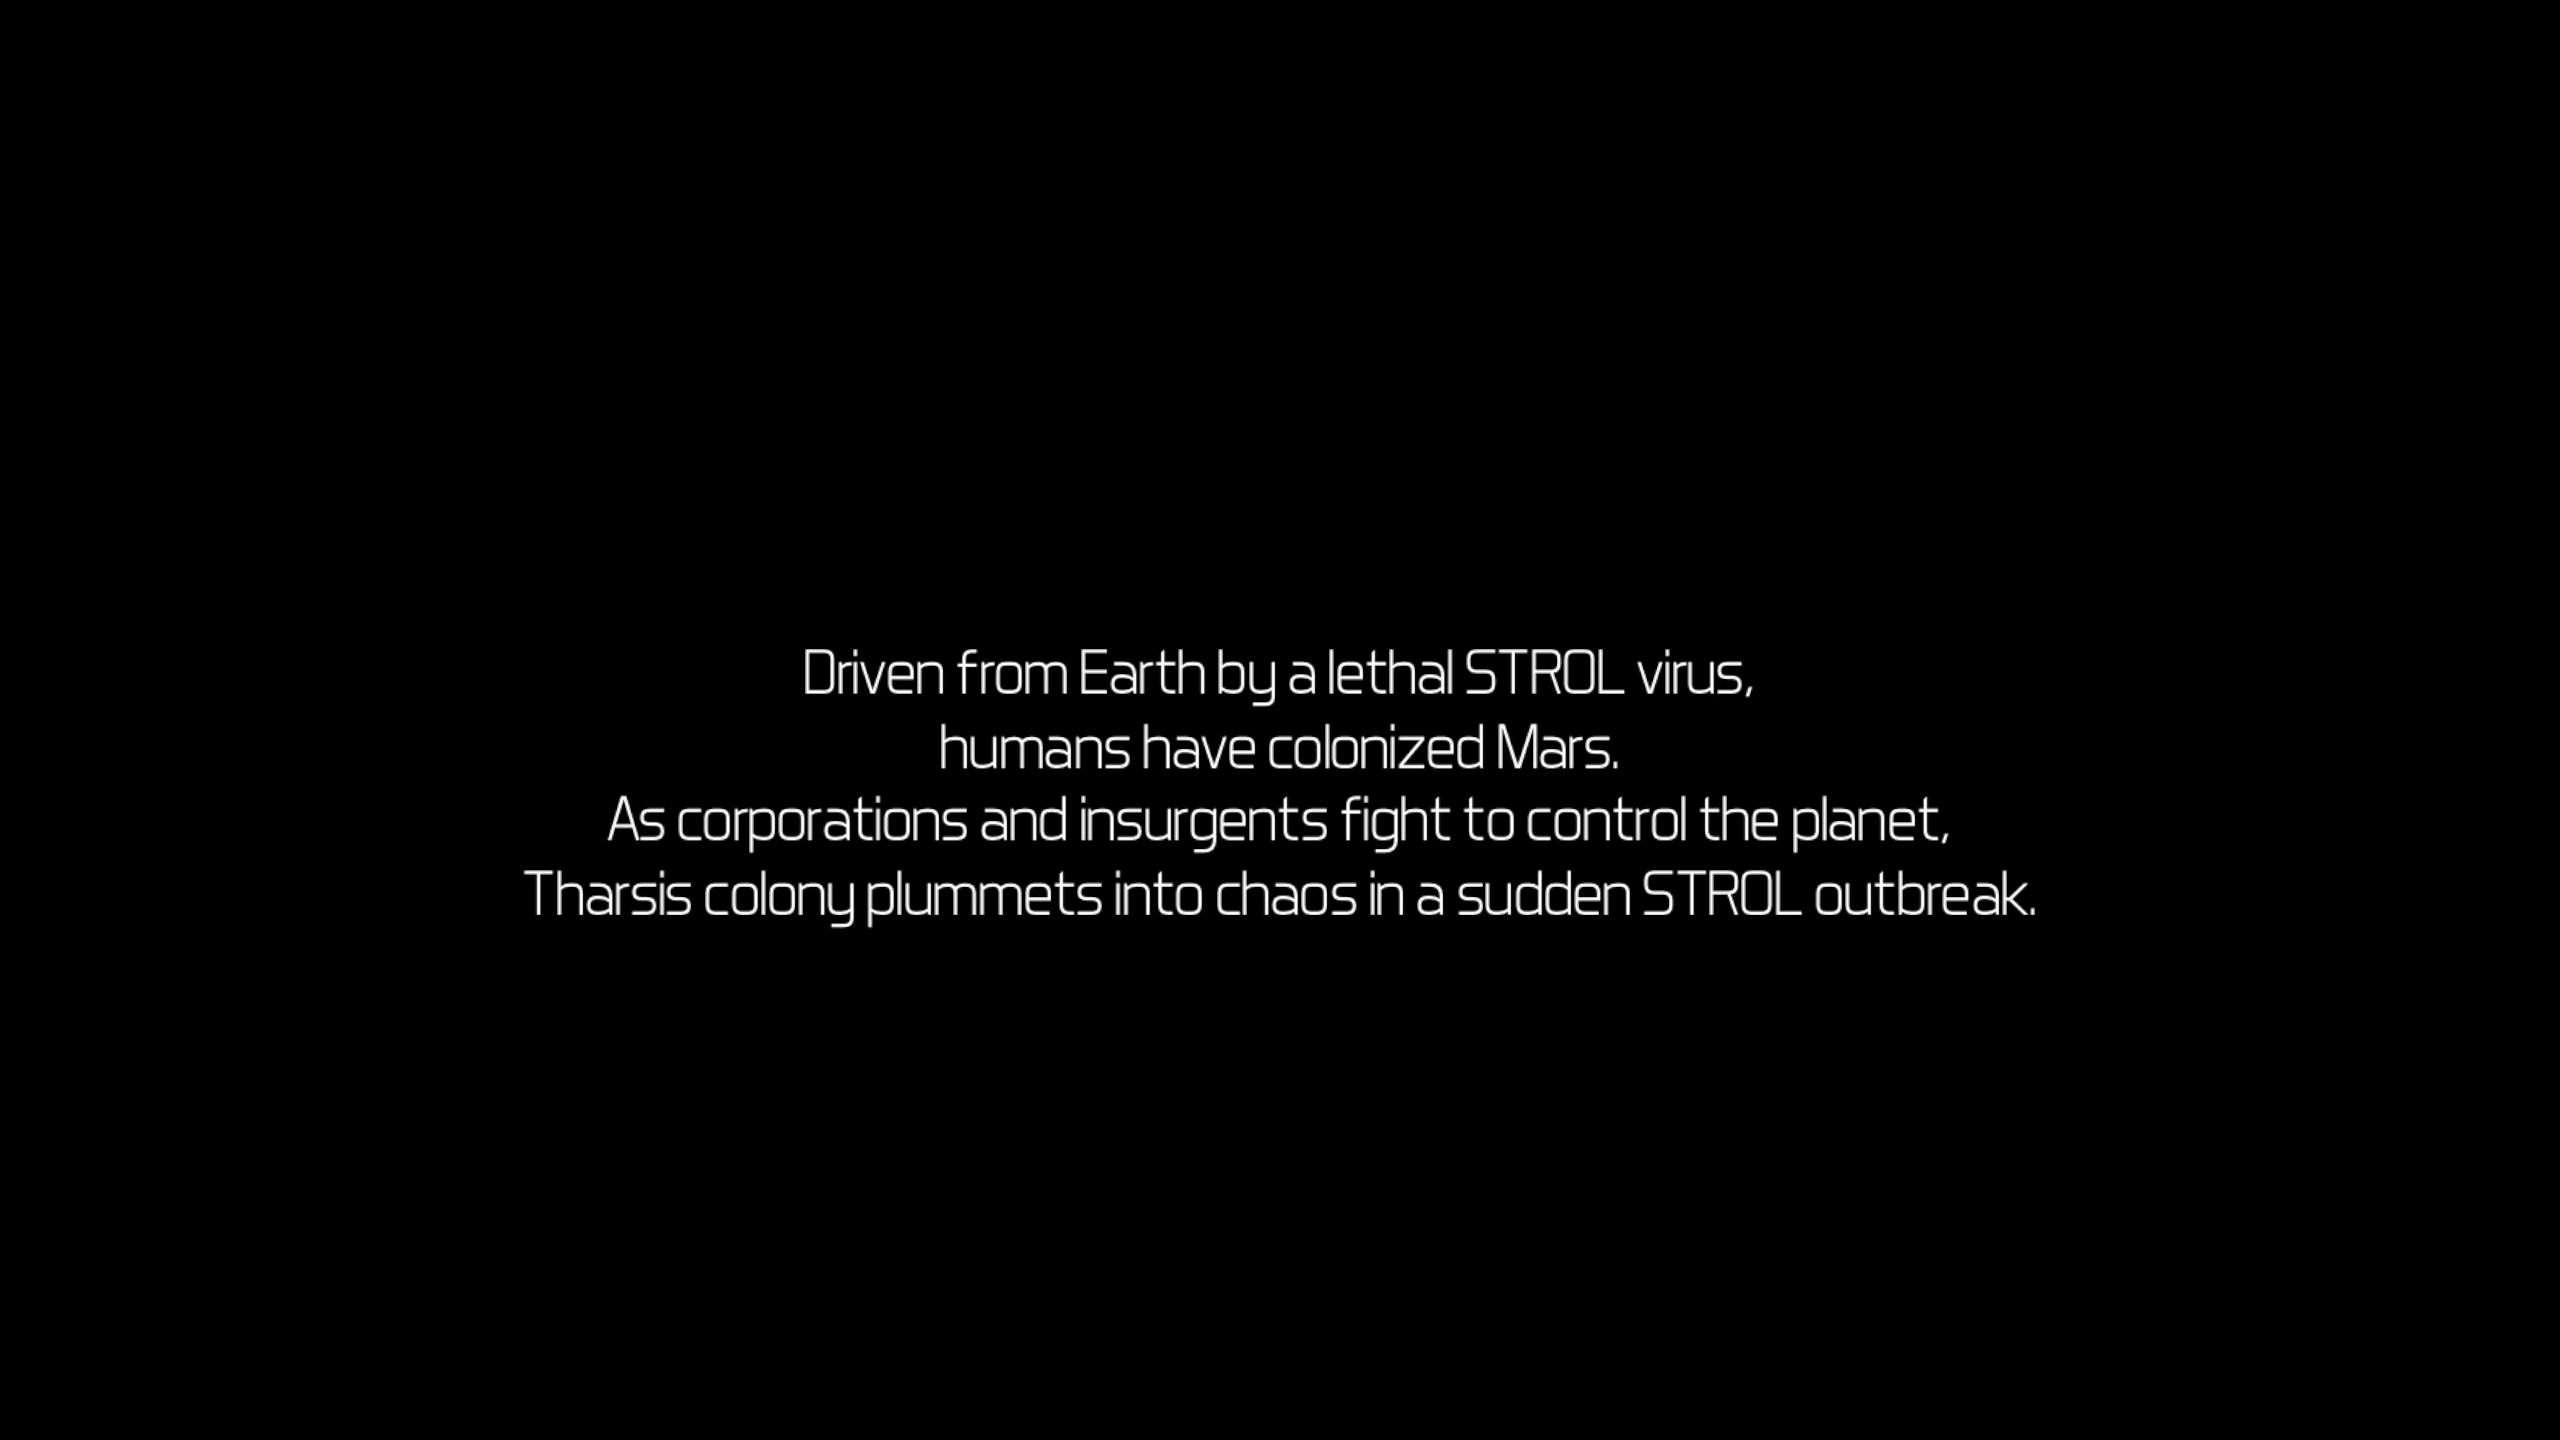 Driven from Earth by a lethal STROL virus,
humans have colonized Mars.
As corporations and insurgents fight to control the planet,
Tharsis colony plummets into chaos in a sudden STROL outbreak.